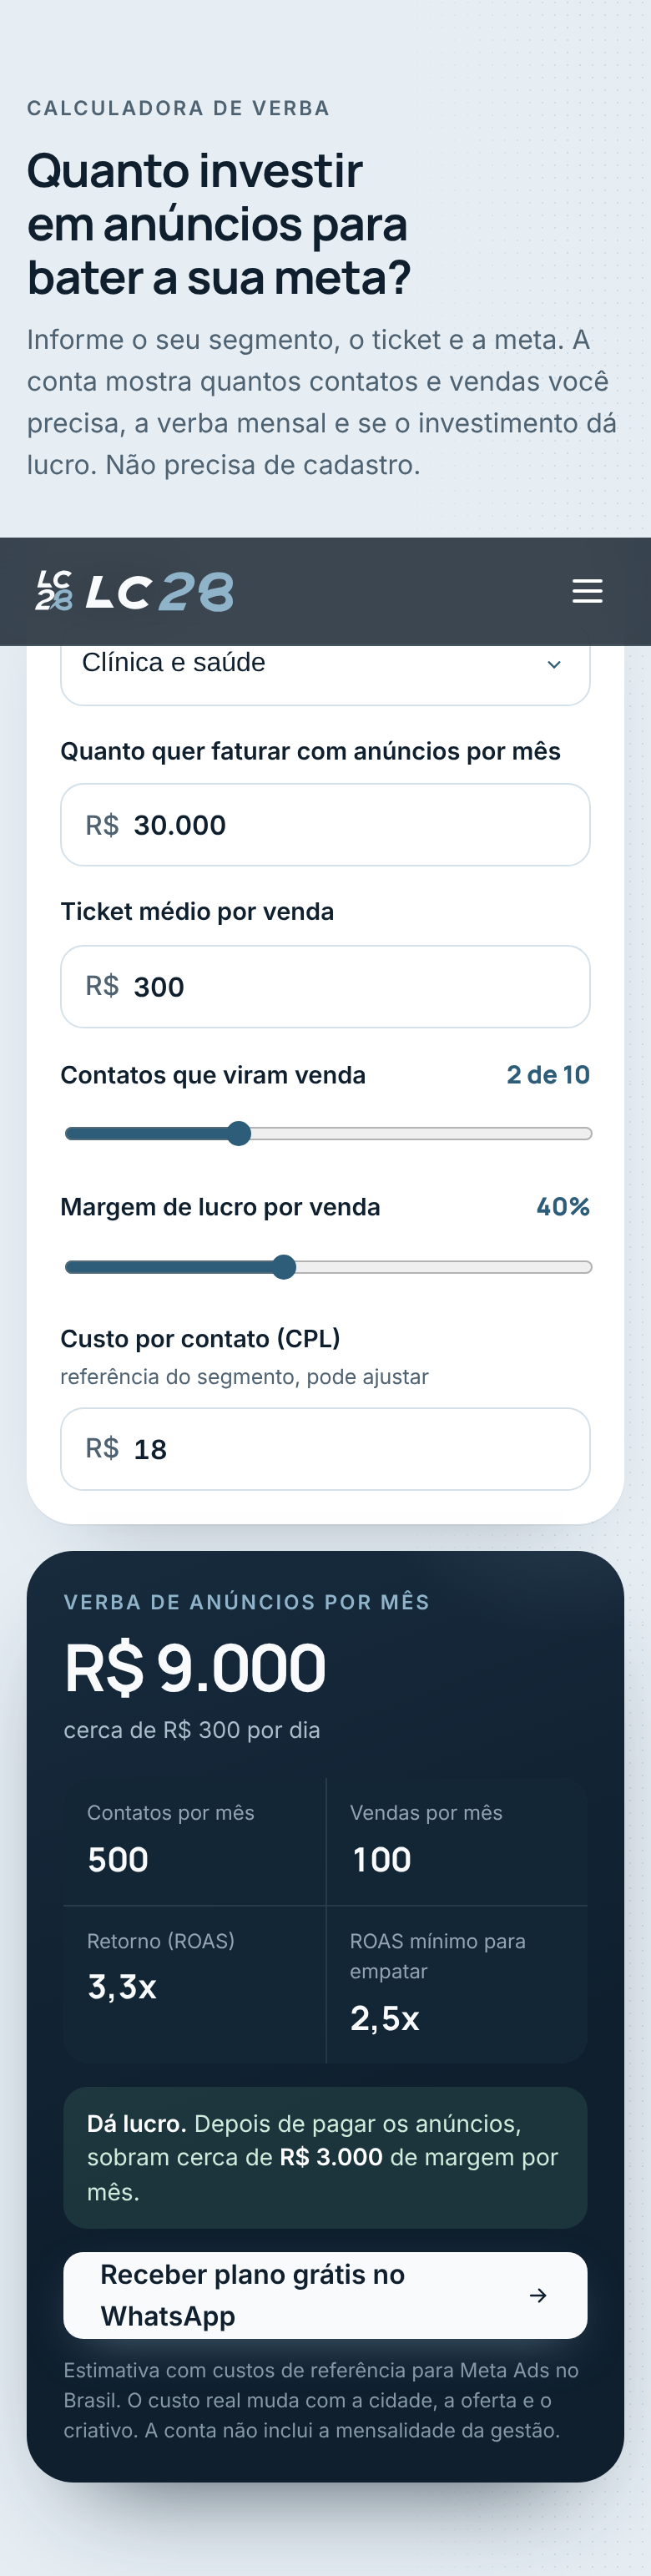 CALCULADORA DE VERBA
Quanto investir
em anúncios para
bater a sua meta?
Informe o seu segmento, o ticket e a meta. A
conta mostra quantos contatos e vendas você
precisa, a verba mensal e se o investimento dá
lucro. Não precisa de cadastro.
LC
28
LC 28
Clínica e saúde
Quanto quer faturar com anúncios por mês
R$ 30.000
Ticket médio por venda
R$ 300
Contatos que viram venda 2 de 10
Margem de lucro por venda 40%
Custo por contato (CPL)
referência do segmento, pode ajustar
R$ 18
VERBA DE ANÚNCIOS POR MÊS
R$ 9.000
cerca de R$ 300 por dia
Contatos por mês
500
Vendas por mês
100
Retorno (ROAS)
3,3x
ROAS mínimo para
empatar
2,5x
Dá lucro. Depois de pagar os anúncios,
sobram cerca de R$ 3.000 de margem por
mês.
Receber plano grátis no
WhatsApp →
Estimativa com custos de referência para Meta Ads no
Brasil. O custo real muda com a cidade, a oferta e o
criativo. A conta não inclui a mensalidade da gestão.